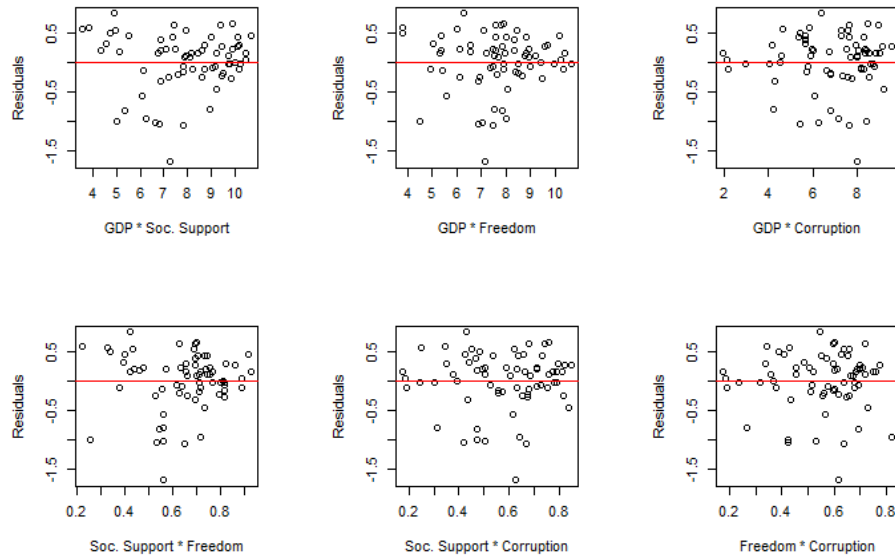 Residuals
0.5
-0.5
-1.5
4 5 6 7 8 9 10
GDP * Soc. Support
Residuals
0.5
-0.5
-1.5
4 5 6 7 8 9 10
GDP * Freedom
Residuals
0.5
-0.5
-1.5
2 4 6 8
GDP * Corruption
Residuals
0.5
-0.5
-1.5
0.2 0.4 0.6 0.8
Soc. Support * Freedom
Residuals
0.5
-0.5
-1.5
0.2 0.4 0.6 0.8
Soc. Support * Corruption
Residuals
0.5
-0.5
-1.5
0.2 0.4 0.6 0.8
Freedom * Corruption